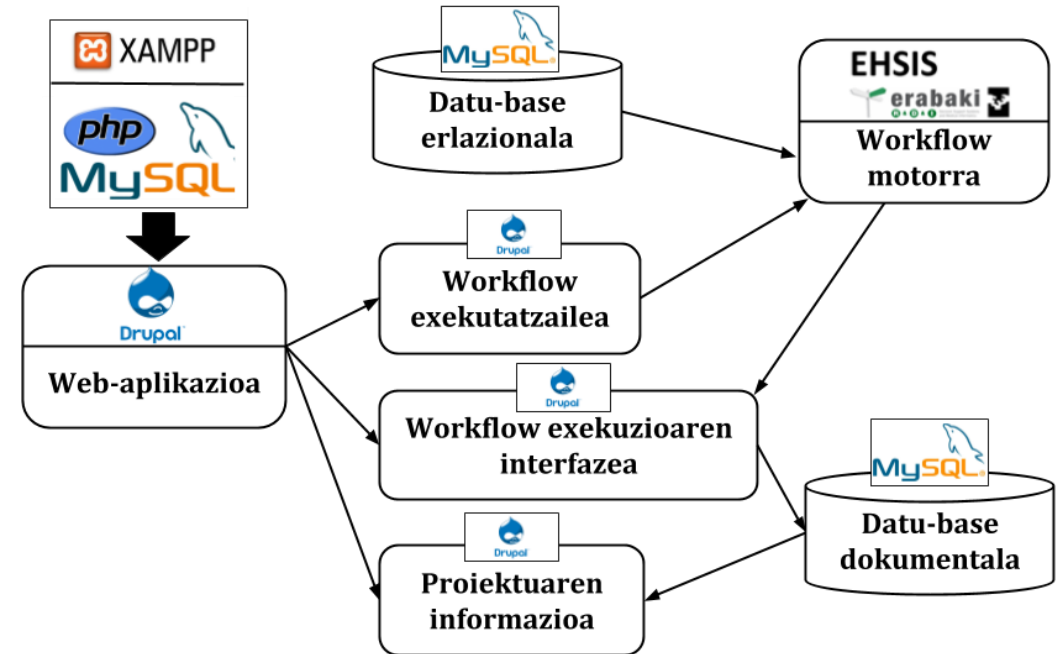 XAMPP
php
MySQL
Drupal
Web-aplikazioa
MySQL
Datu-base
erlazionala
EHSIS
erabaki
Workflow
motorra
Drupal
Workflow
exekutatzailea
Drupal
Workflow exekuzioaren
interfazea
Drupal
Proiektuaren
informazioa
MySQL
Datu-base
dokumentala